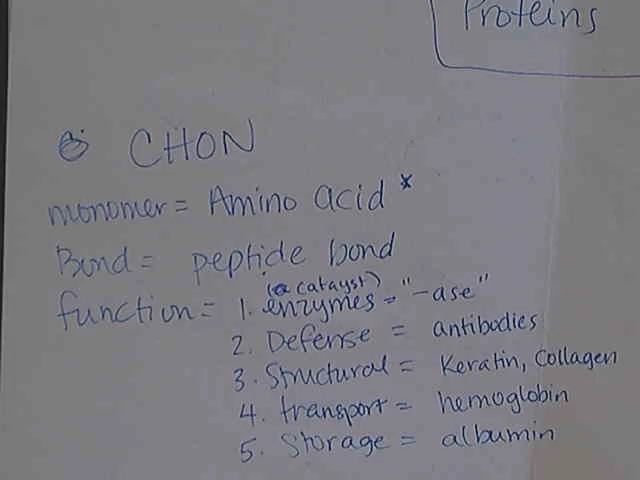 Proteins
CHON
monomer = Amino acid *
Bond = peptide bond
(a catayst)
function = 1. enzymes = "-ase"
2. Defense = antibodies
3. Structural = Keratin, Collagen
4. transport = hemoglobin
5. Storage = albumin